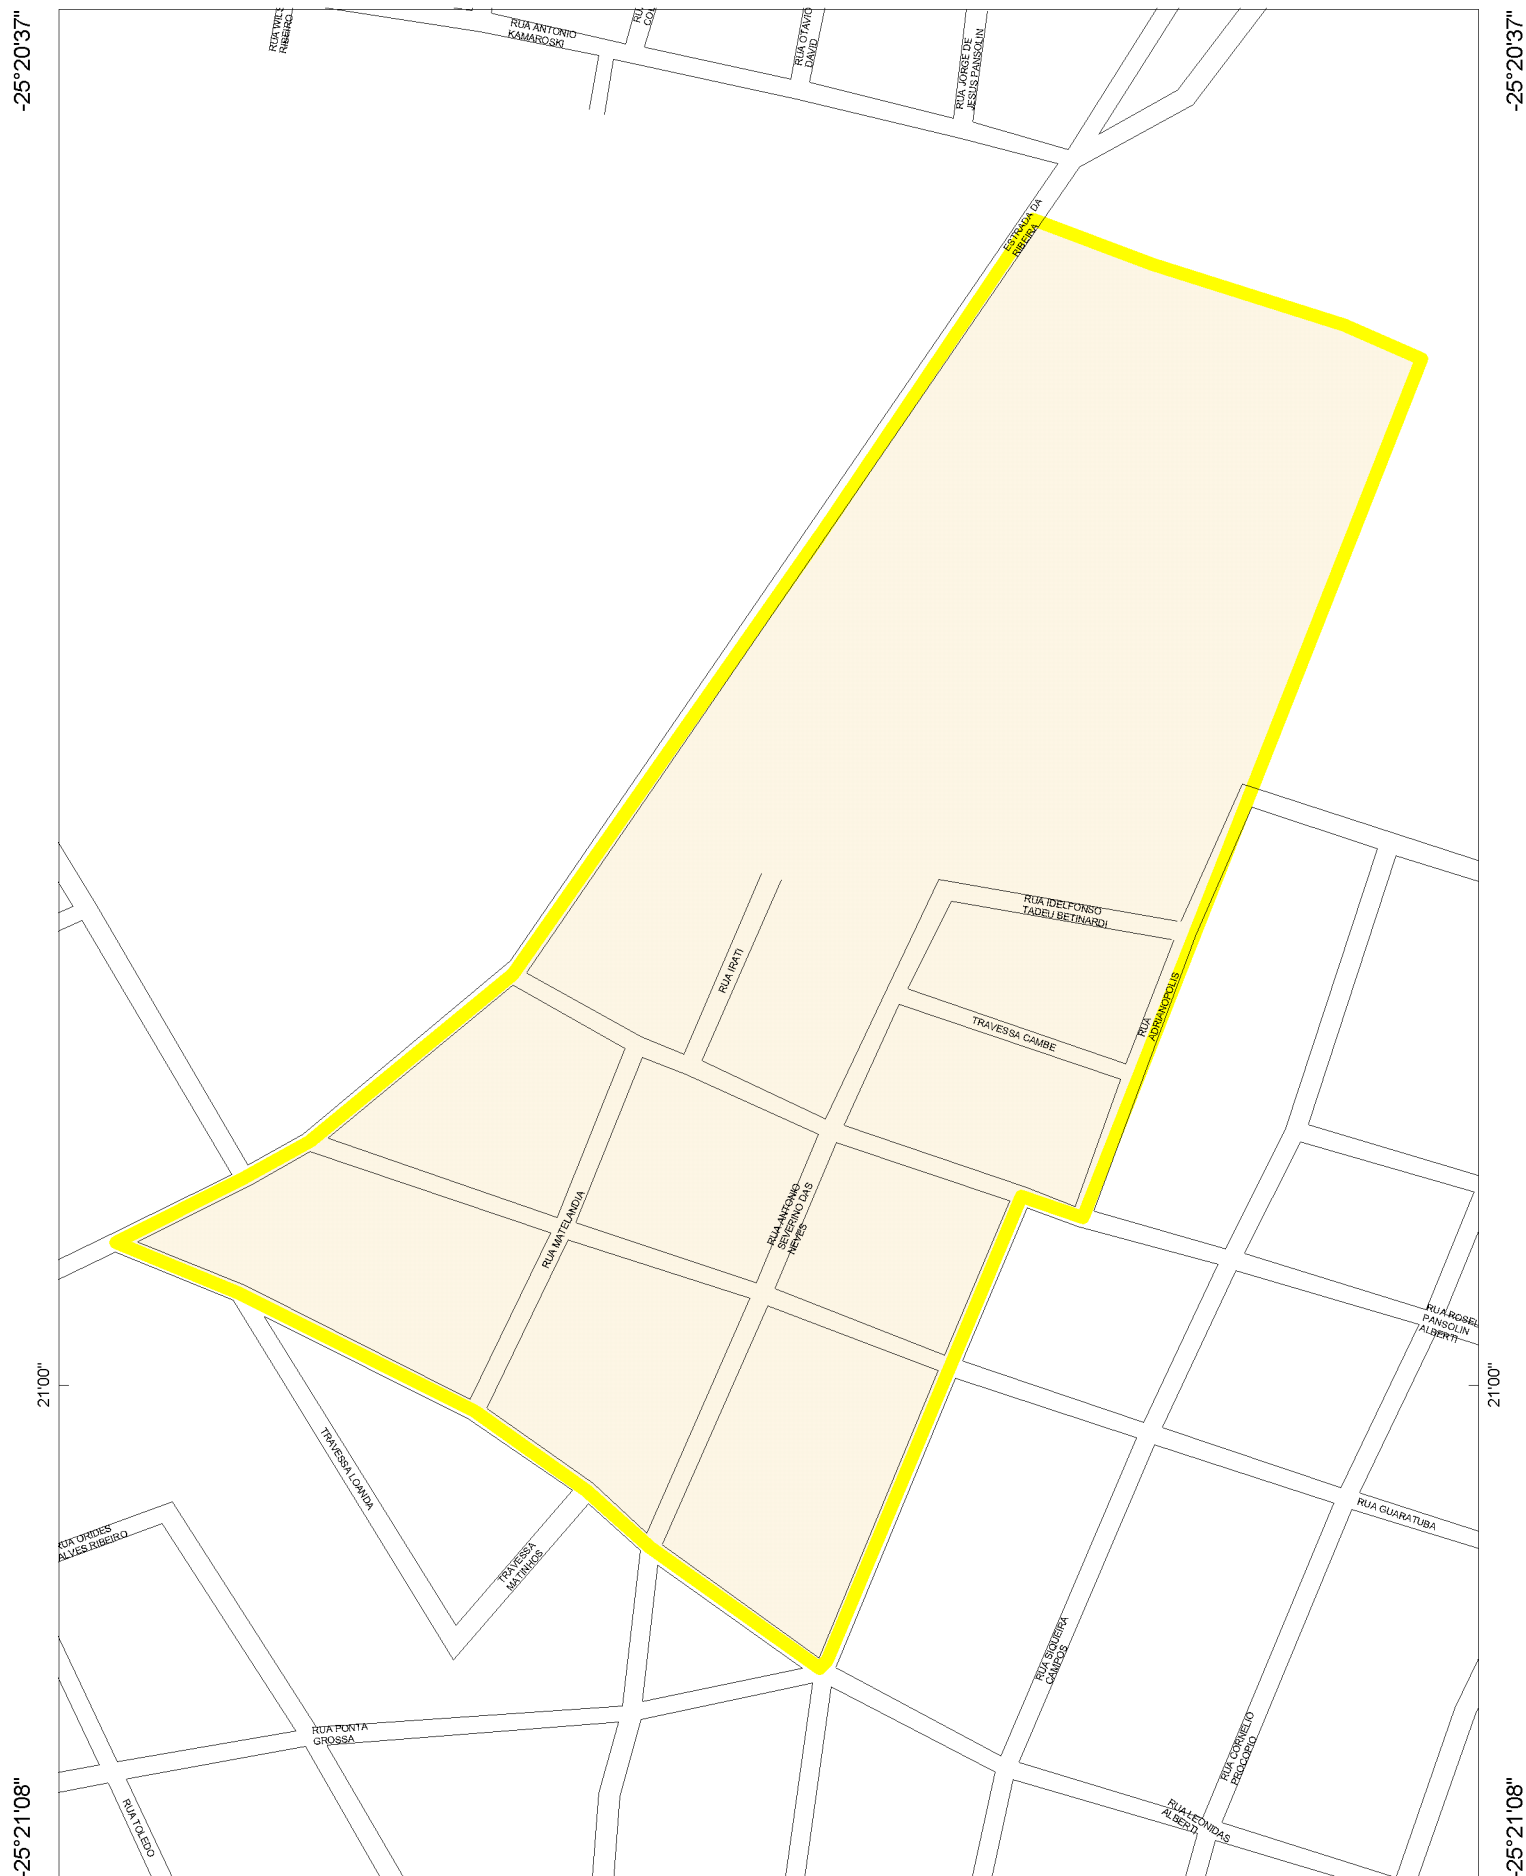 -25°20'37"
-25°20'37"
RIBEIRO
RUA ANTONIO
KAMAROSKI
RUA OTAVIO
DAVID
RUA JORGE DE
JESUS PANSOLIN
ESTRADA DA
RIBEIRA
RUA IDELFONSO
TADEU BETINARDI
RUA IRATI
RUA
ADRIANOPOLIS
TRAVESSA CAMBE
RUA MATELANDIA
RUA ANTONIO
SEVERINO DAS
NEVES
PANSOLIN
ALBERTI
21'00"
21'00"
TRAVESSA LOANDA
RUA GUARATUBA
RUA ORIDES
ALVES RIBEIRO
TRAVESSA
MATINHOS
RUA SIQUEIRA
CAMPOS
RUA PONTA
GROSSA
RUA CORNELIO
PROCOPIO
RUA TOLEDO
RUA LEONIDAS
ALBERTI
-25°21'08"
-25°21'08"